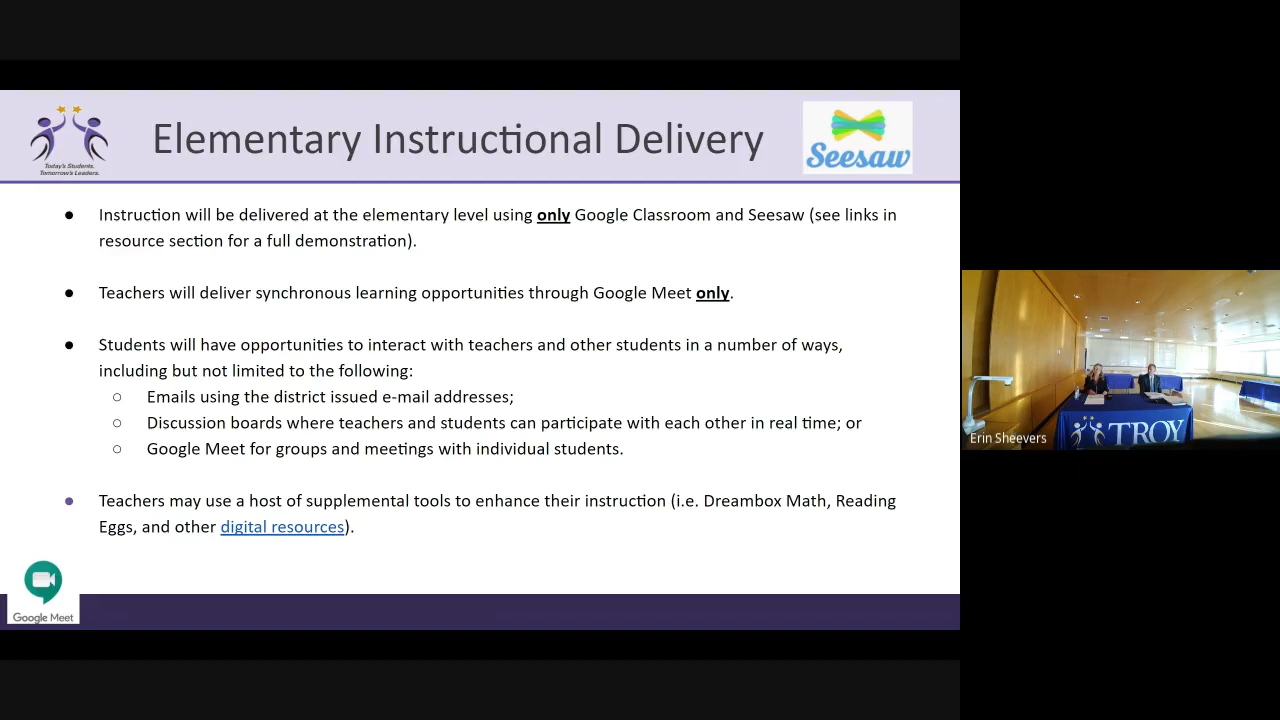 Today's Students.
Tomorrow's Leaders.
Elementary Instructional Delivery
Seesaw
● Instruction will be delivered at the elementary level using only Google Classroom and Seesaw (see links in
resource section for a full demonstration).
● Teachers will deliver synchronous learning opportunities through Google Meet only.
● Students will have opportunities to interact with teachers and other students in a number of ways,
including but not limited to the following:
○ Emails using the district issued e-mail addresses;
○ Discussion boards where teachers and students can participate with each other in real time; or
○ Google Meet for groups and meetings with individual students.
● Teachers may use a host of supplemental tools to enhance their instruction (i.e. Dreambox Math, Reading
Eggs, and other digital resources).
Google Meet
Erin Sheevers
TROY